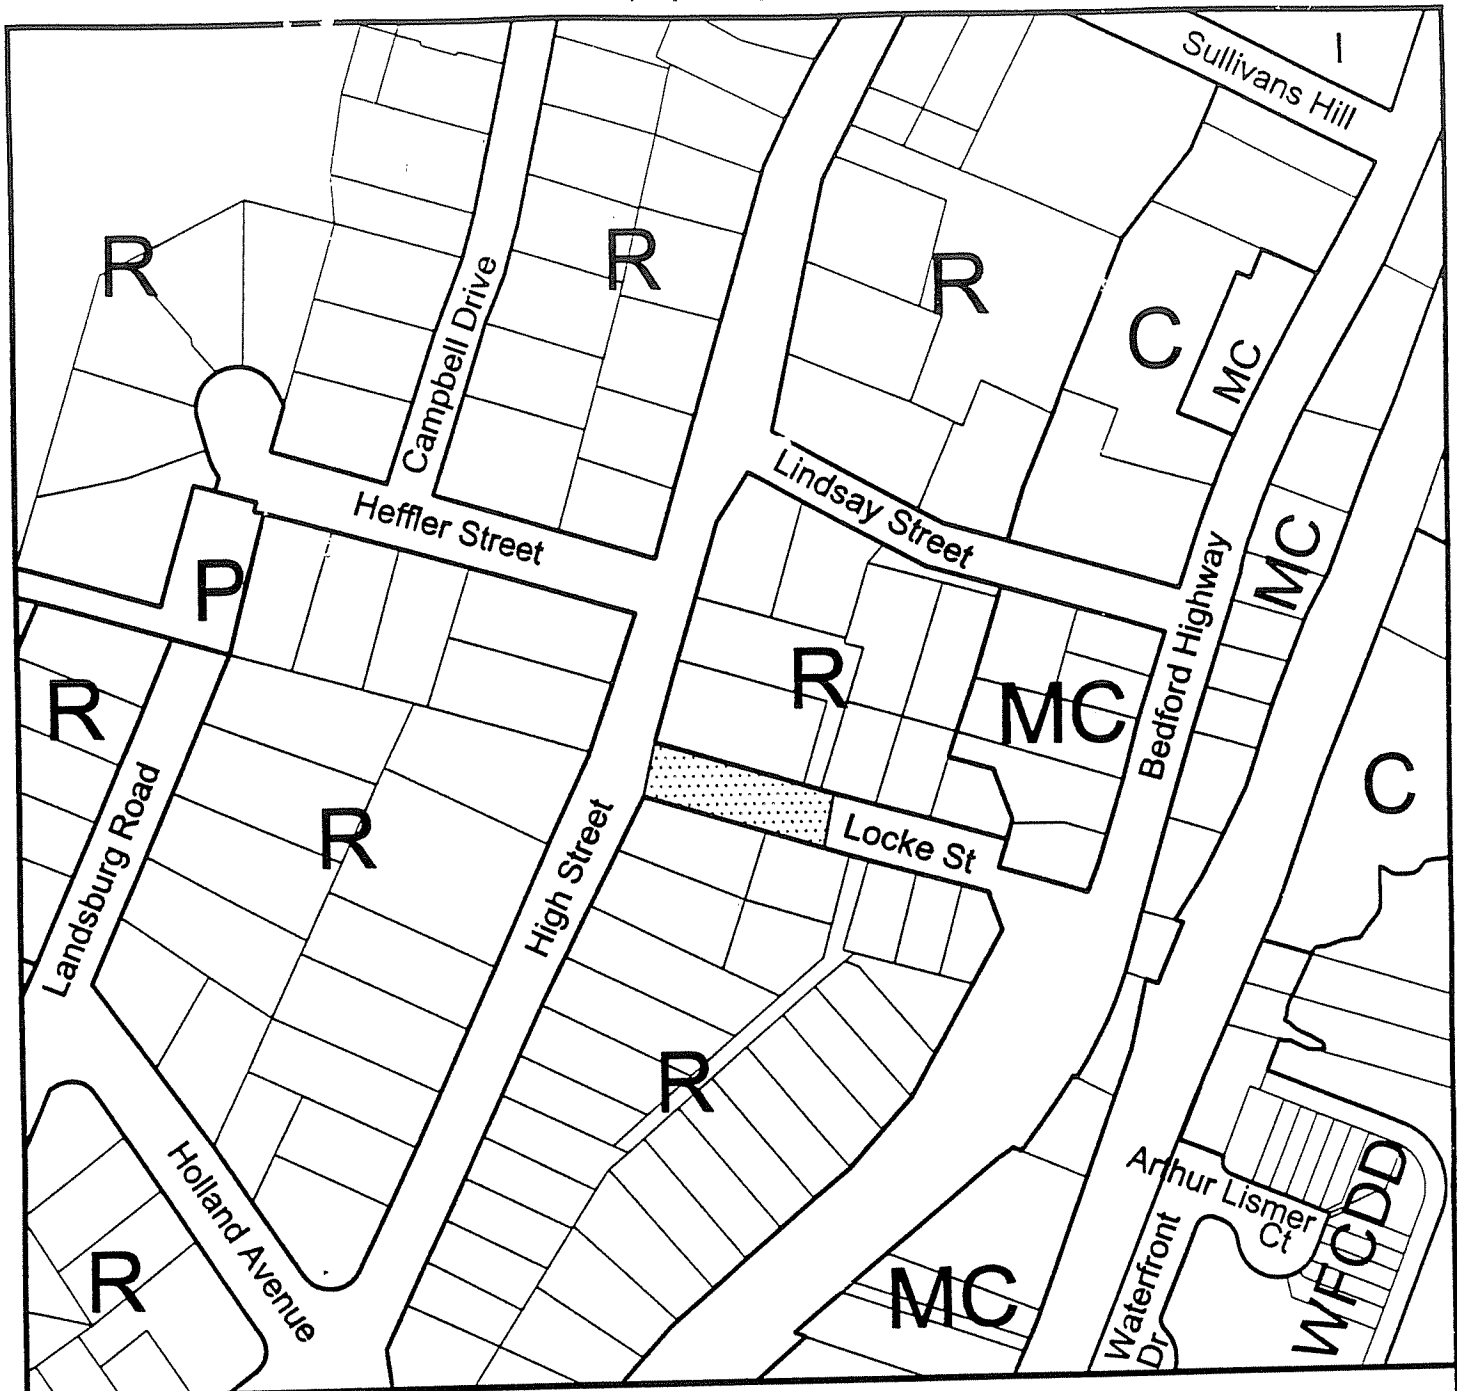 Sullivans Hill
I
R
R
R
C
MC
Campbell Drive
Lindsay Street
Heffler Street
MC
Bedford Highway
P
R
R
MC
C
Landsburg Road
R
High Street
Locke St
R
Holland Avenue
Arthur Lismer
Ct
WFCDD
R
MC
Waterfront
Dr